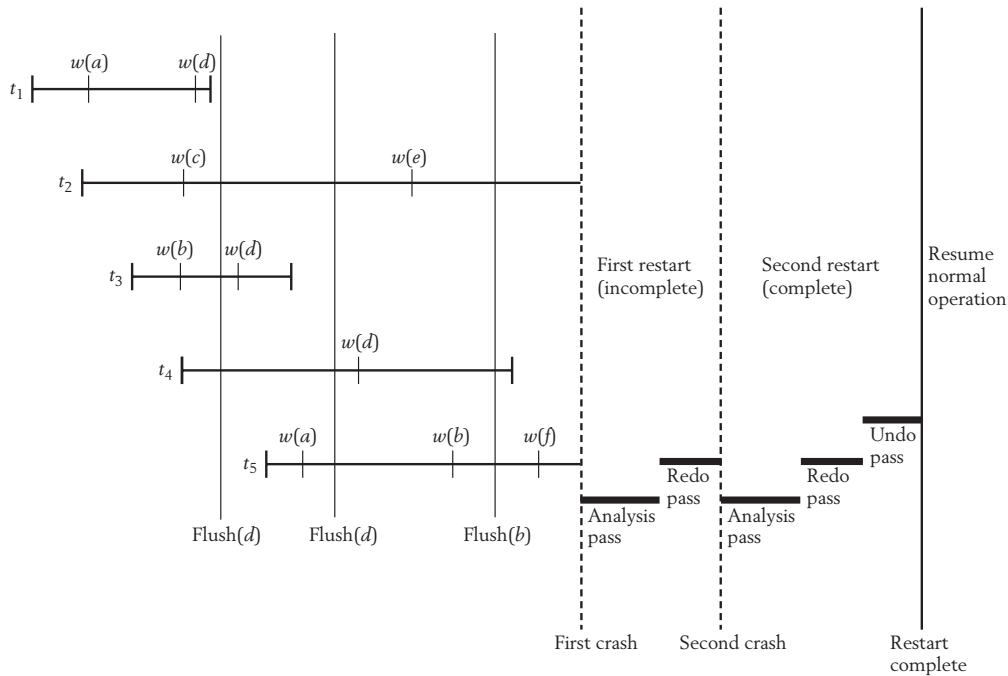 w(a) w(d)
t1
w(c) w(e)
t2
w(b) w(d)
t3
First restart
(incomplete)
Second restart
(complete)
Resume
normal
operation
w(d)
t4
w(a) w(b) w(f)
t5
Undo
pass
Redo
pass
Redo
pass
Analysis
pass
Analysis
pass
Flush(d) Flush(d) Flush(b)
First crash Second crash Restart
complete